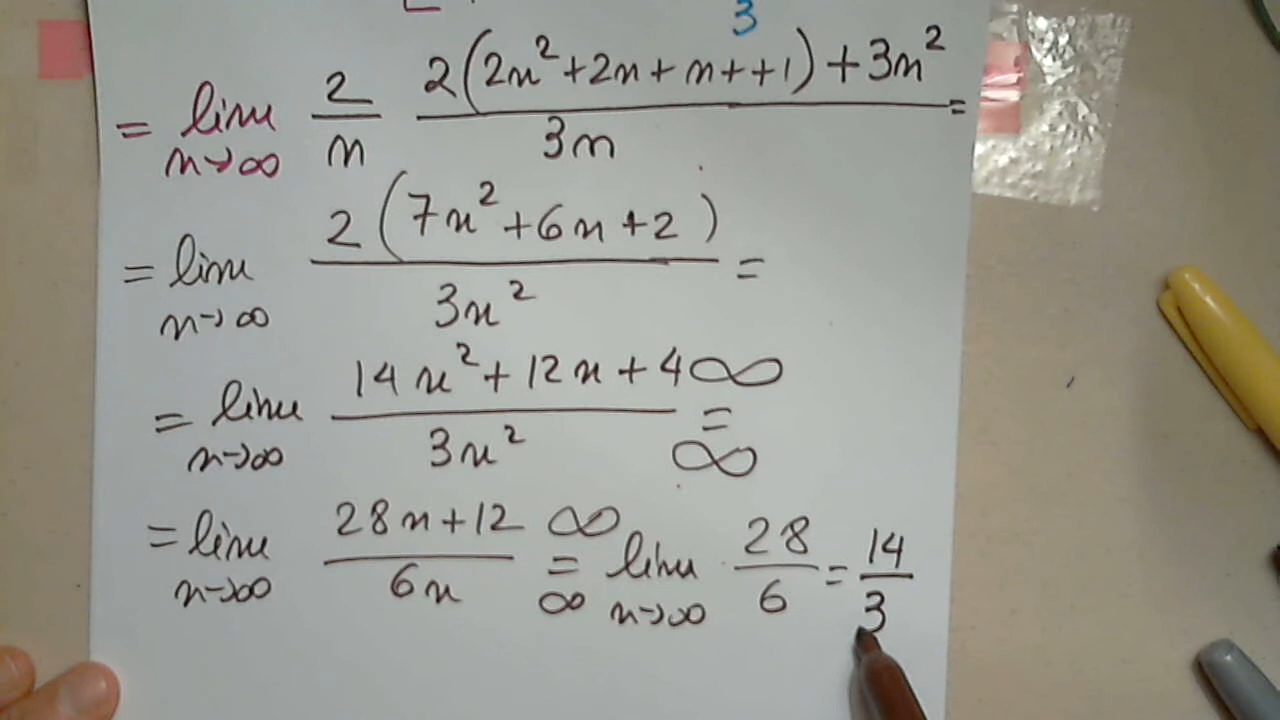 3
= lim n→∞ 2/n (2(2n²+2n+n++1)+3n²)/(3n) =
= lim n→∞ (2(7n²+6n+2))/(3n²) =
= lim n→∞ (14n²+12n+4)/(3n²) ∞ = ∞
= lim n→∞ (28n+12)/(6n) ∞ = ∞ lim n→∞ 28/6 = 14/3